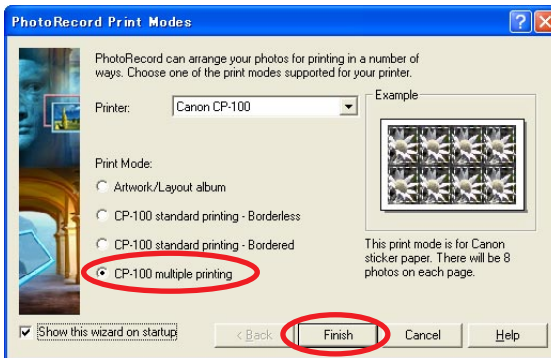 PhotoRecord Print Modes
PhotoRecord can arrange your photos for printing in a number of
ways. Choose one of the print modes supported for your printer.
Printer:
Canon CP-100
Example
Print Mode:
Artwork/Layout album
CP-100 standard printing - Borderless
CP-100 standard printing - Bordered
CP-100 multiple printing
This print mode is for Canon
sticker paper. There will be 8
photos on each page.
Show this wizard on startup
< Back
Finish
Cancel
Help